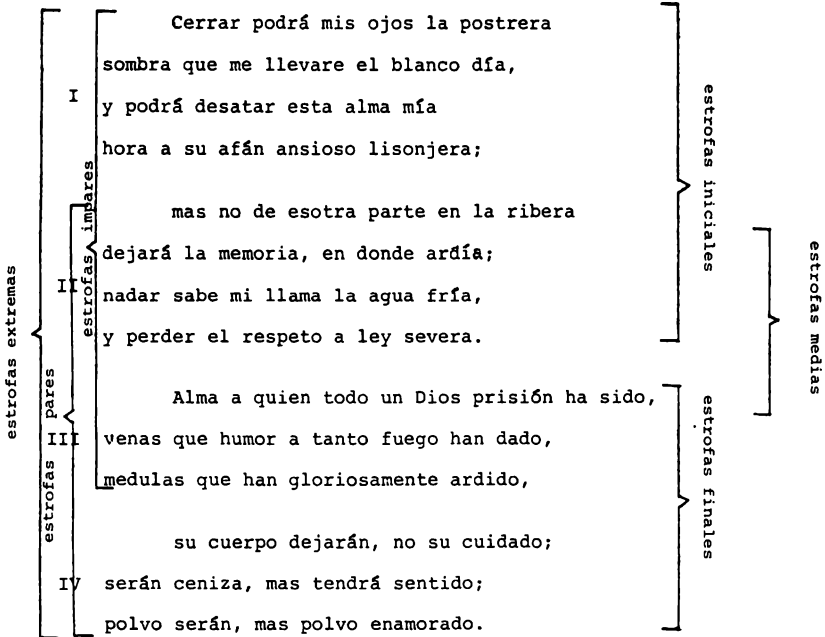 Cerrar podrá mis ojos la postrera
sombra que me llevare el blanco día,
I
y podrá desatar esta alma mía
hora a su afán ansioso lisonjera;
mas no de esotra parte en la ribera
dejará la memoria, en donde ardía;
II
nadar sabe mi llama la agua fría,
y perder el respeto a ley severa.
Alma a quien todo un Dios prisión ha sido,
III
venas que humor a tanto fuego han dado,
medulas que han gloriosamente ardido,
su cuerpo dejarán, no su cuidado;
IV
serán ceniza, mas tendrá sentido;
polvo serán, mas polvo enamorado.
estrofas extremas
estrofas pares
estrofas impares
estrofas iniciales
estrofas finales
estrofas medias